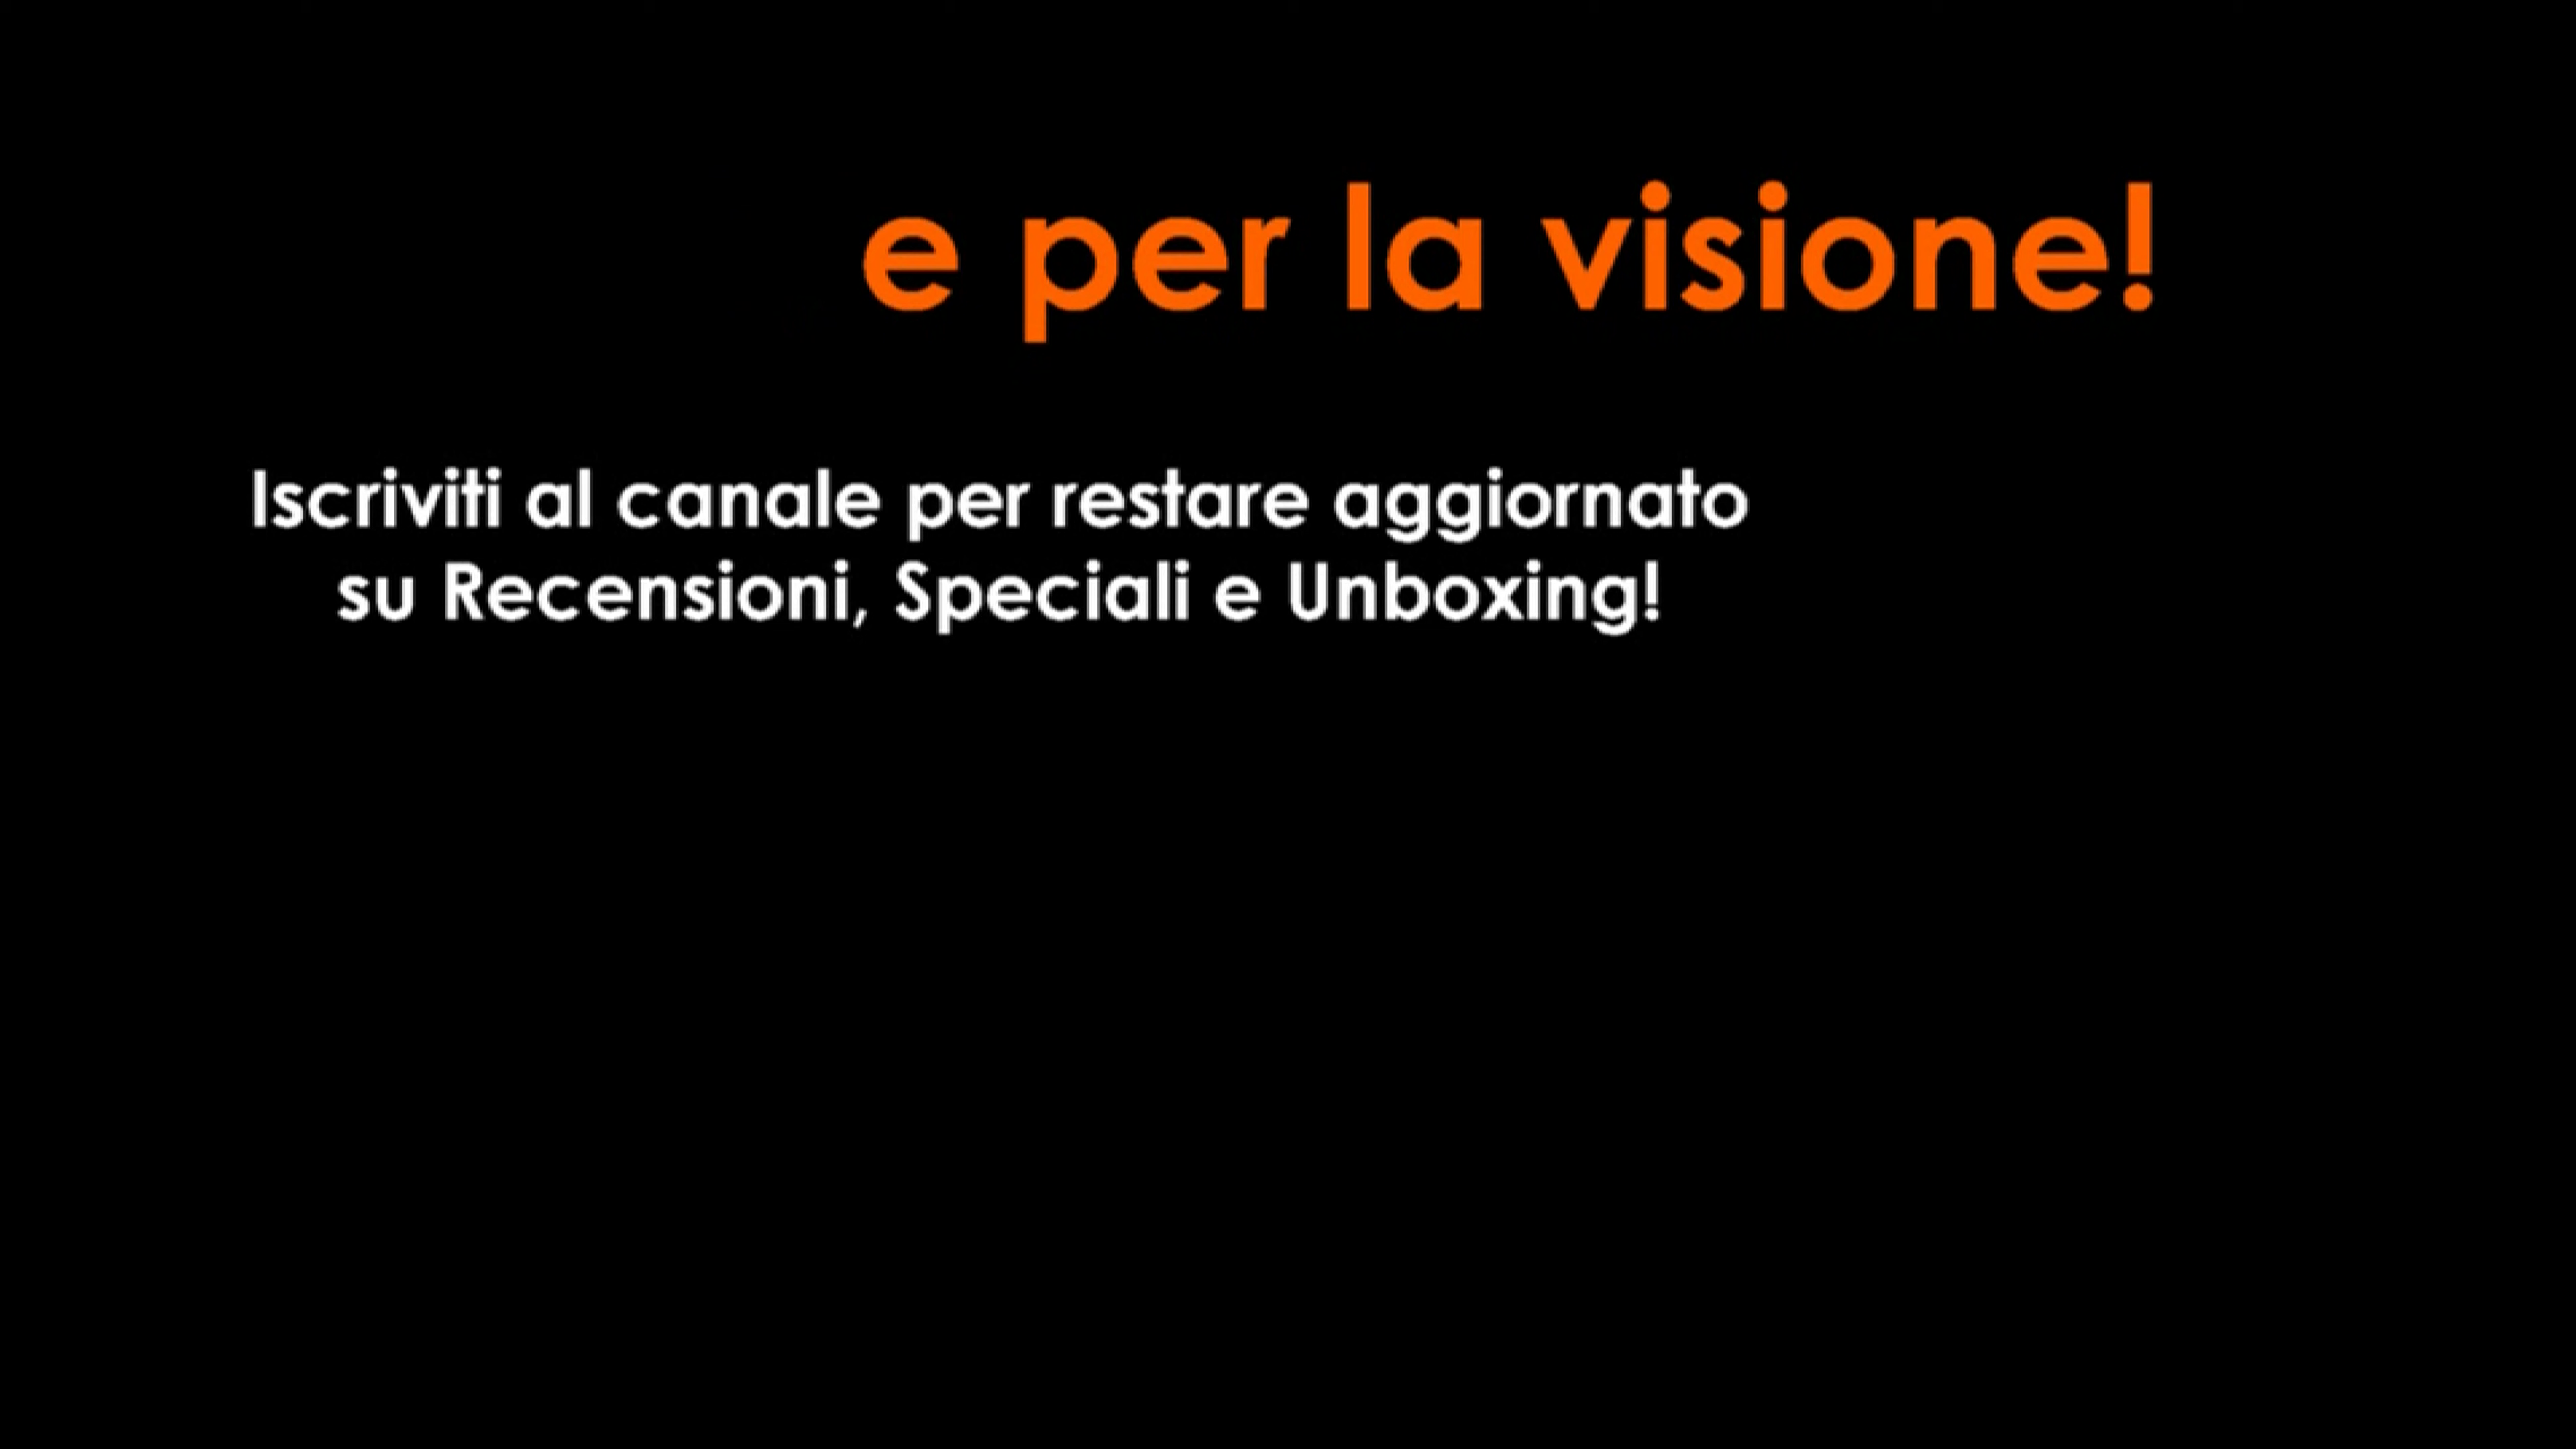 e per la visione!
Iscriviti al canale per restare aggiornato
su Recensioni, Speciali e Unboxing!